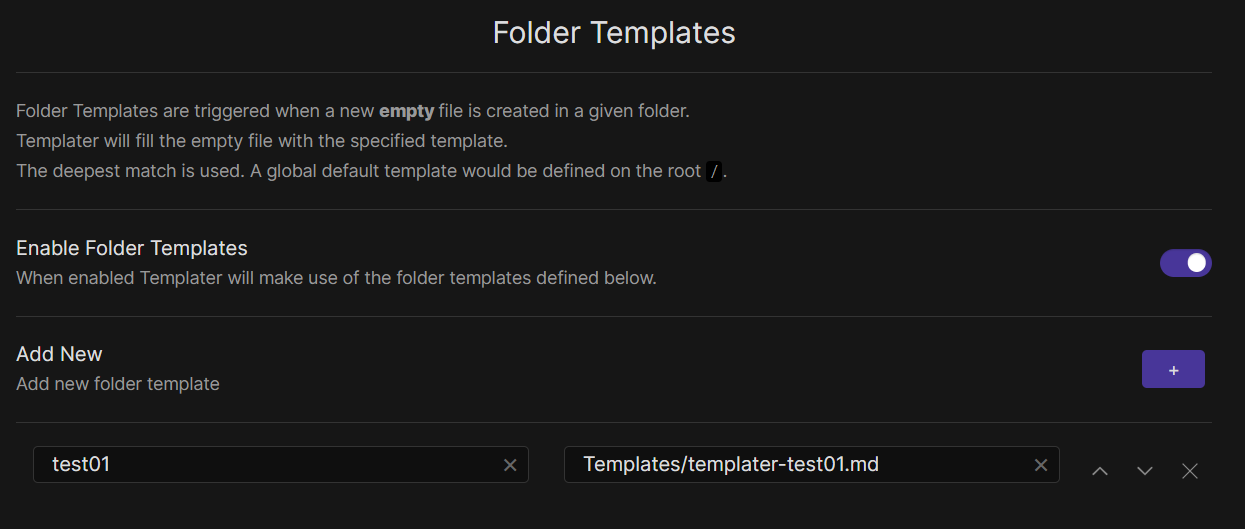 Folder Templates
Folder Templates are triggered when a new empty file is created in a given folder.
Templater will fill the empty file with the specified template.
The deepest match is used. A global default template would be defined on the root /.
Enable Folder Templates
When enabled Templater will make use of the folder templates defined below.
Add New
Add new folder template
+
test01
Templates/templater-test01.md